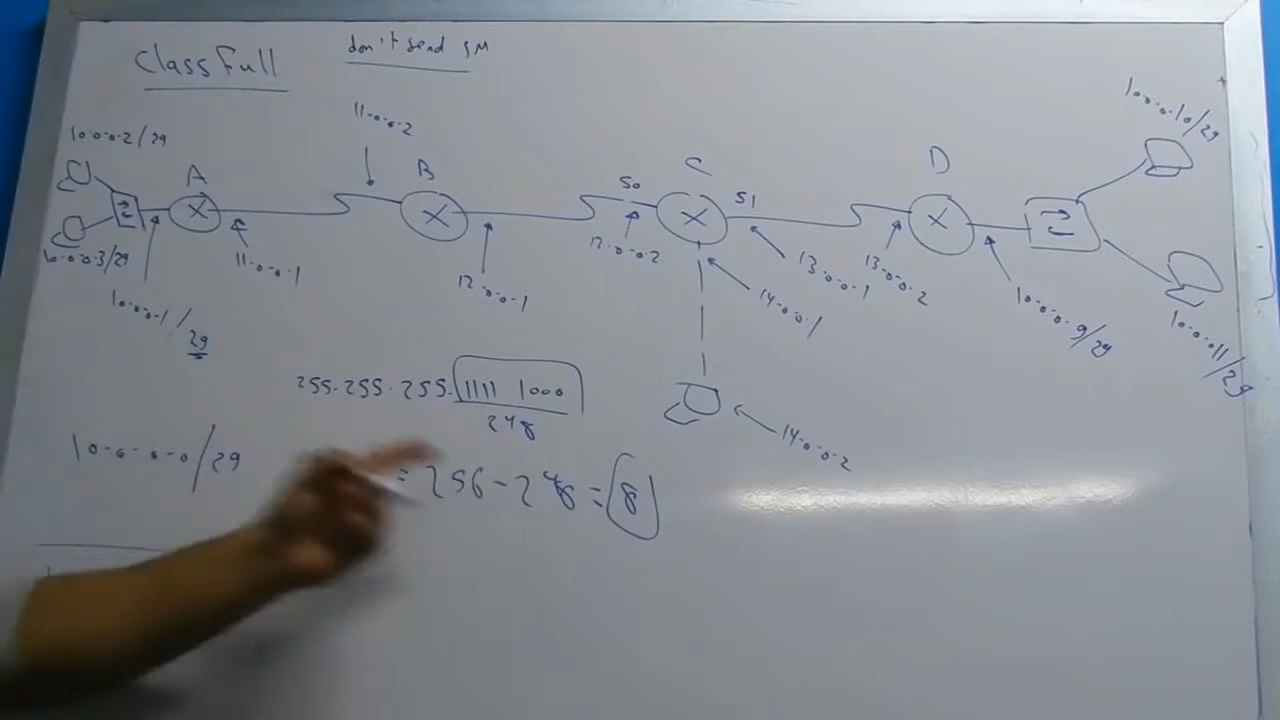 Class Full
don't send SM
10.0.0.2/29
10.0.0.3/29
10.0.0.1/29
A
11.0.0.1
11.0.0.2
B
12.0.0.1
S0
12.0.0.2
C
S1
13.0.0.1
14.0.0.1
14.0.0.2
13.0.0.2
D
10.0.0.9/29
10.0.0.10/29
10.0.0.11/29
255.255.255.1111 1000
248
10.0.0.0/29
= 256-248=8